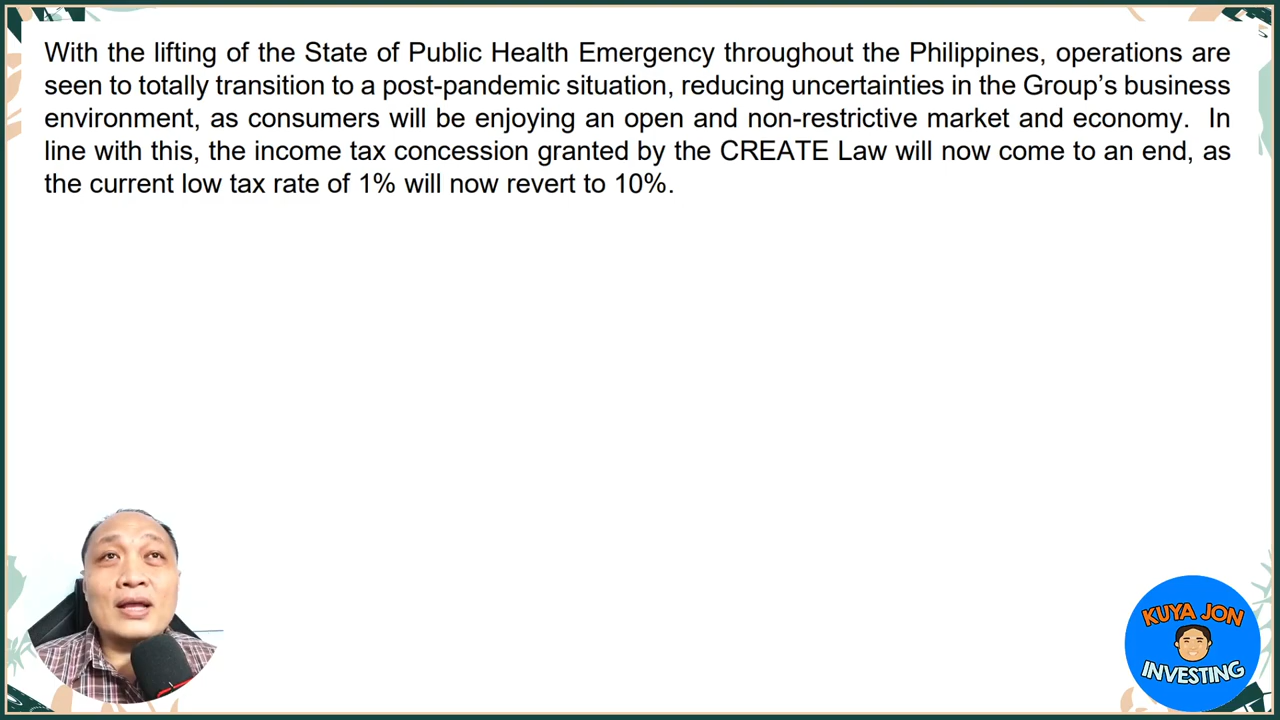 With the lifting of the State of Public Health Emergency throughout the Philippines, operations are
seen to totally transition to a post-pandemic situation, reducing uncertainties in the Group’s business
environment, as consumers will be enjoying an open and non-restrictive market and economy. In
line with this, the income tax concession granted by the CREATE Law will now come to an end, as
the current low tax rate of 1% will now revert to 10%.
KUYA JON
INVESTING